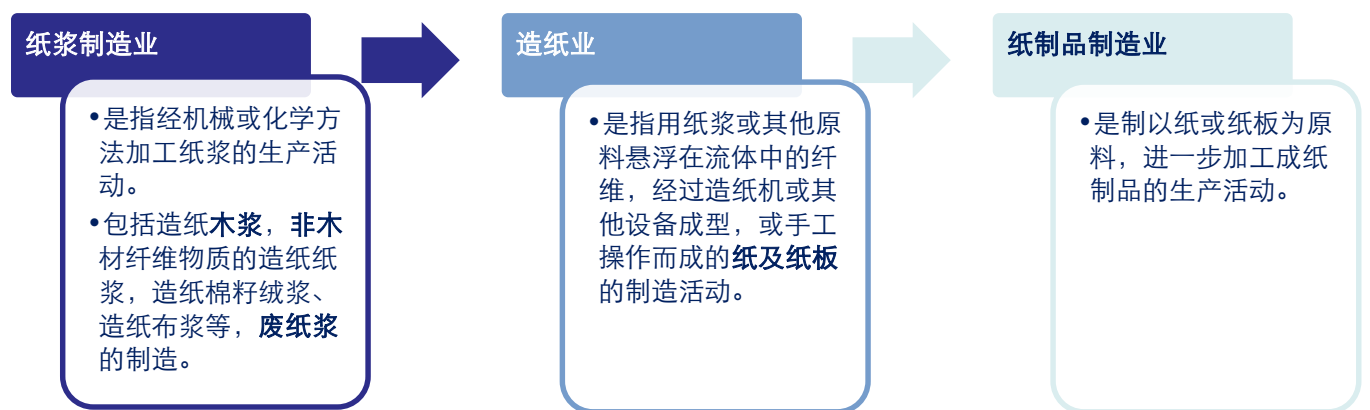 纸浆制造业
•是指经机械或化学方
法加工纸浆的生产活
动。
•包括造纸木浆，非木
材纤维物质的造纸纸
浆，造纸棉籽绒浆、
造纸布浆等，废纸浆
的制造。
造纸业
•是指用纸浆或其他原
料悬浮在流体中的纤
维，经过造纸机或其
他设备成型，或手工
操作而成的纸及纸板
的制造活动。
纸制品制造业
•是制以纸或纸板为原
料，进一步加工成纸
制品的生产活动。